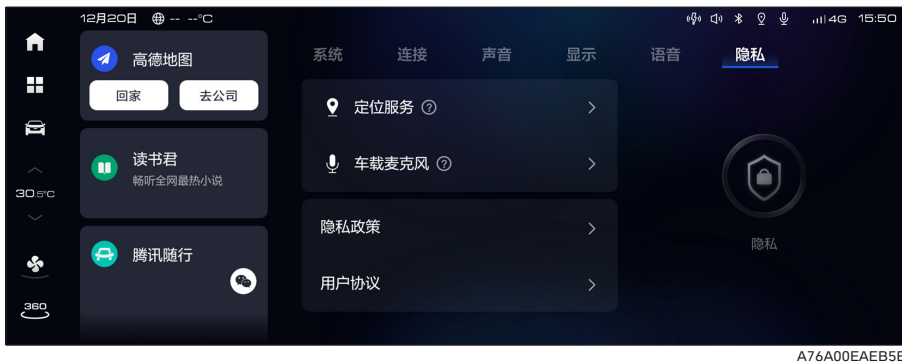 12月20日 -- --°C 4G 15:50
系统 连接 声音 显示 语音 隐私
高德地图
回家 去公司
定位服务 ?
车载麦克风 ?
读书君
畅听全网最热小说
30.5°C
隐私政策
隐私
腾讯随行
用户协议
360
A76A00EAEB5E